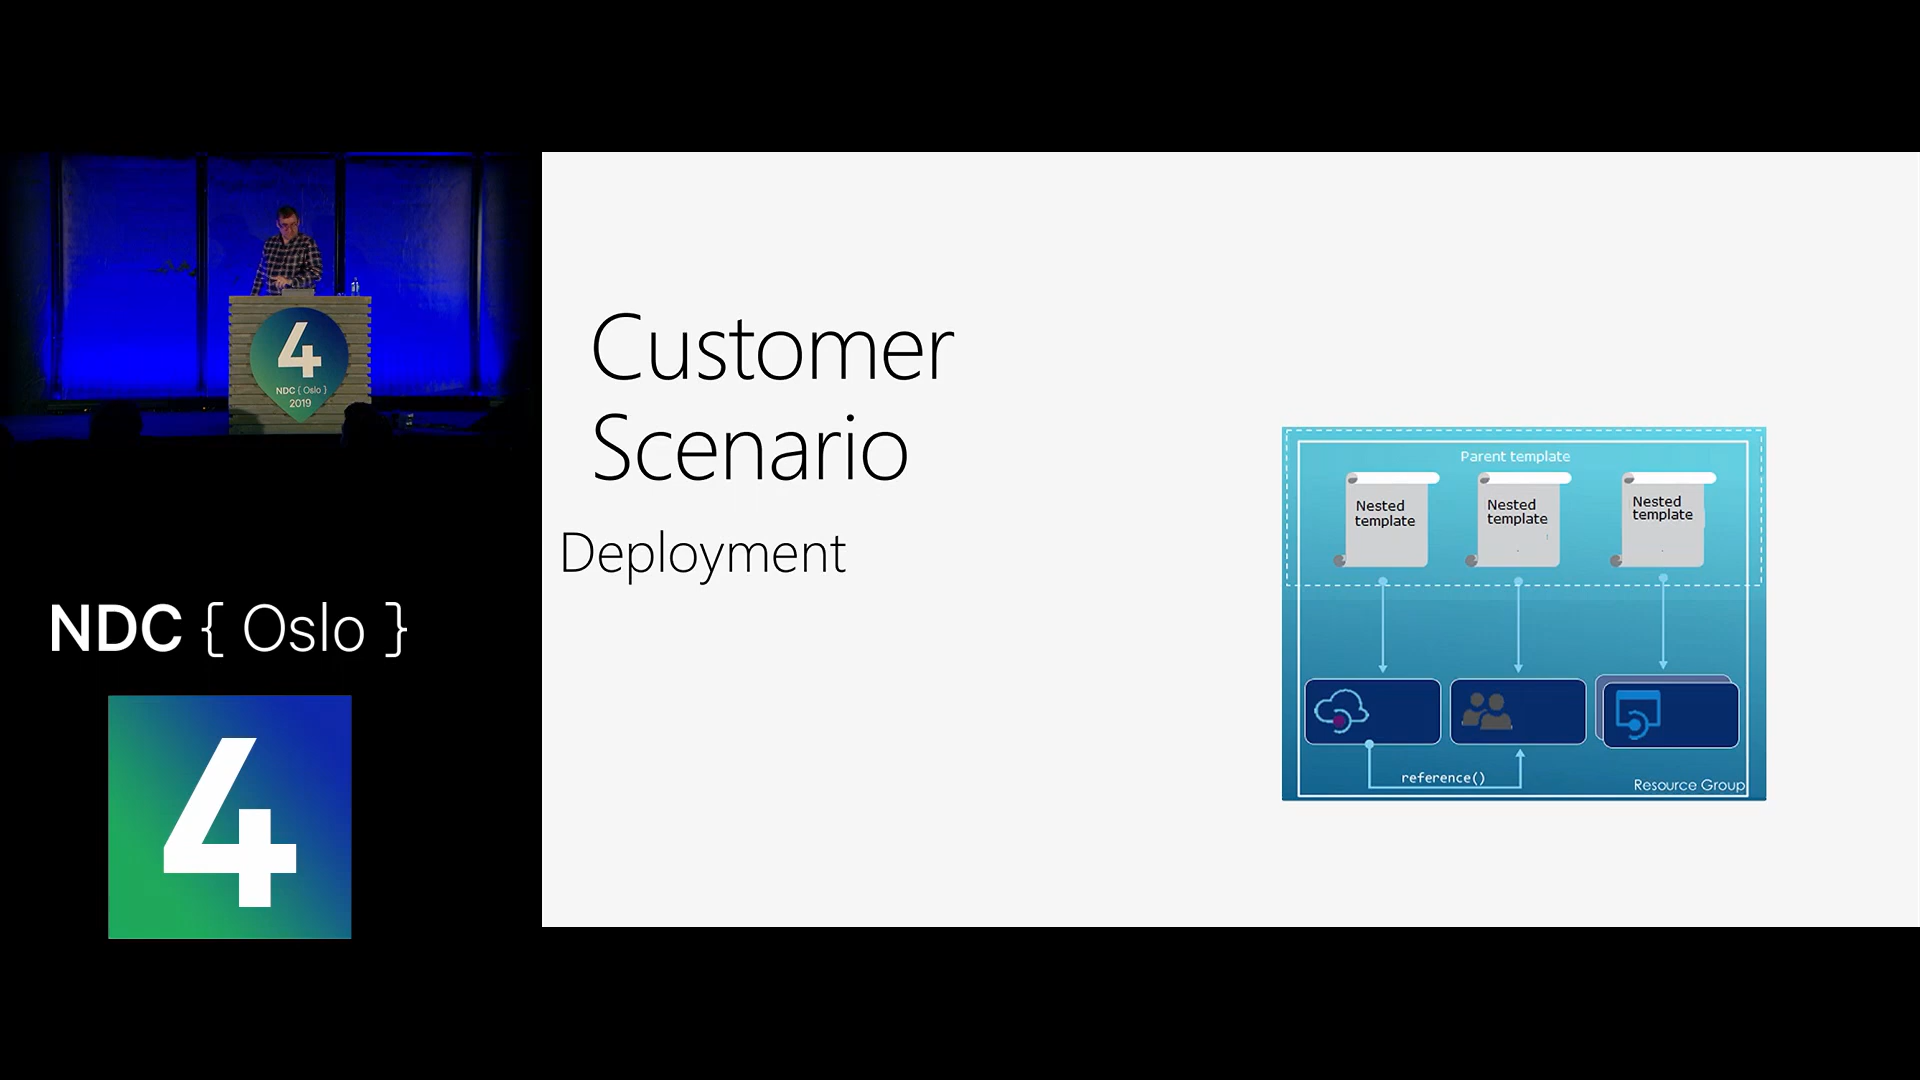 4
NDC { Oslo }
2019
NDC { Oslo }
4
Customer
Scenario
Deployment
Parent template
Nested
template
Nested
template
Nested
template
reference()
Resource Group